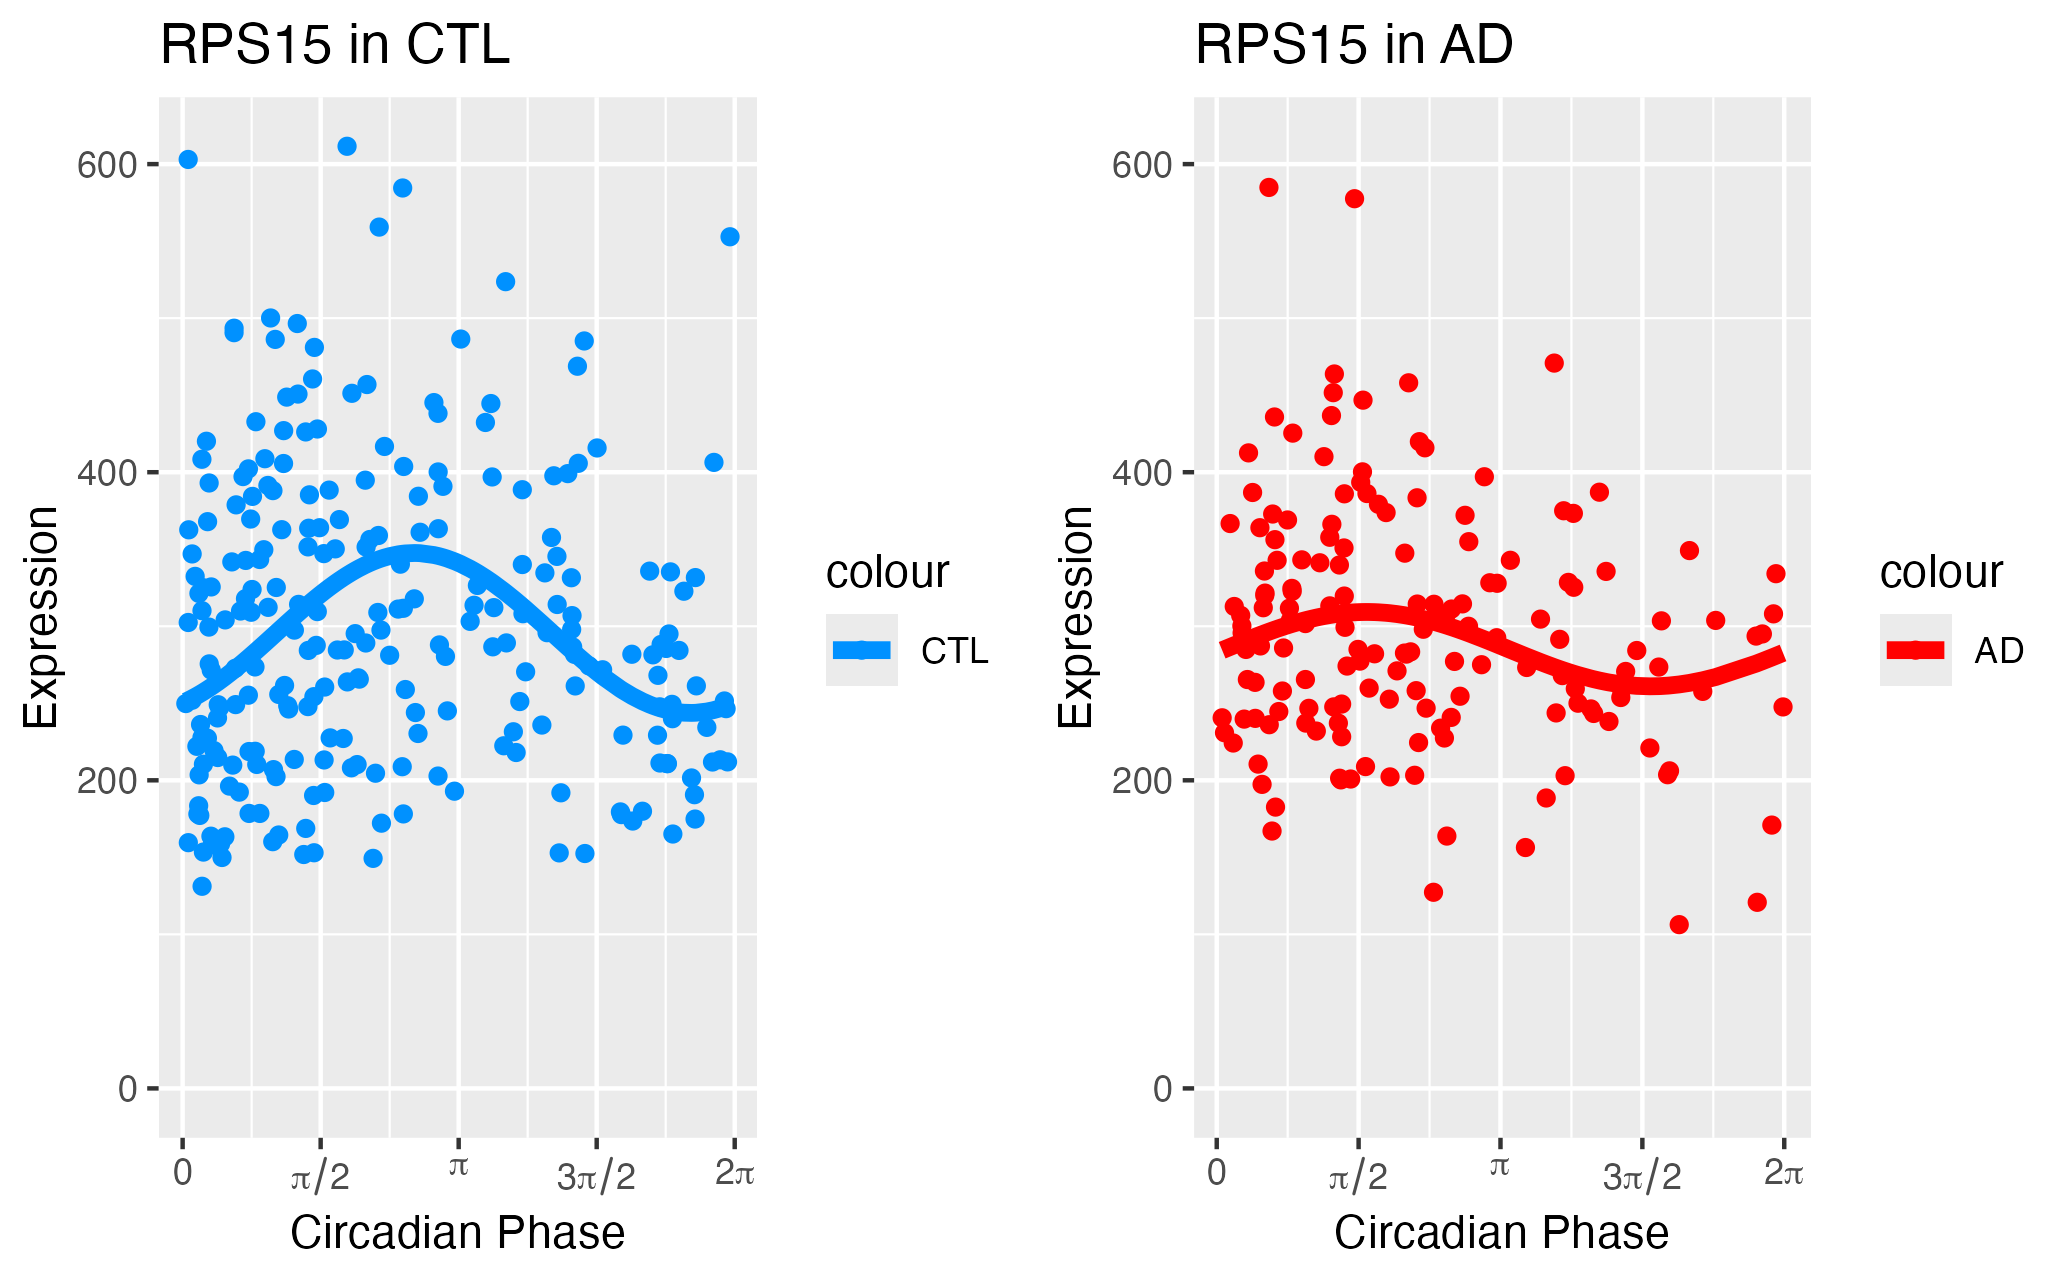 RPS15 in CTL
600
400
200
0
Expression
0 π/2 π 3π/2 2π
Circadian Phase
colour
CTL
RPS15 in AD
600
400
200
0
Expression
0 π/2 π 3π/2 2π
Circadian Phase
colour
AD